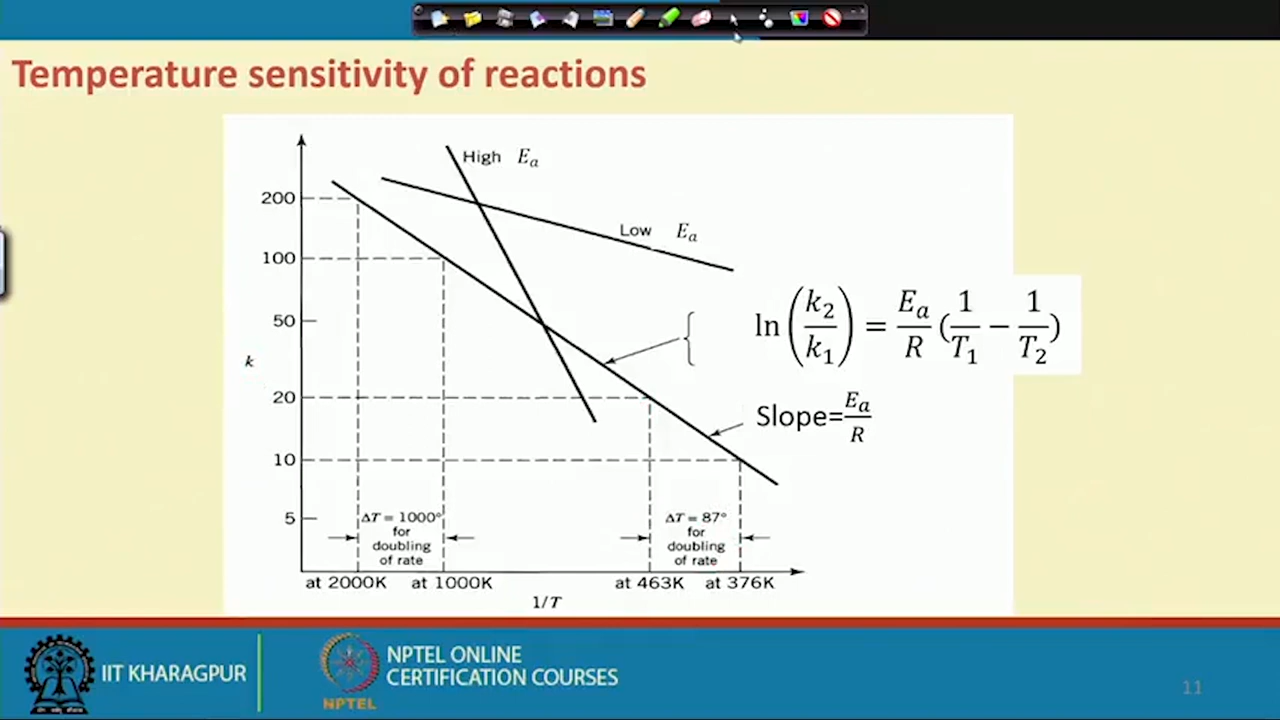 Temperature sensitivity of reactions
High Eₐ
Low Eₐ
200
100
50
20
10
5
k
ln(k₂/k₁) = Eₐ/R (1/T₁ − 1/T₂)
Slope=Eₐ/R
ΔT = 1000°
for
doubling
of rate
ΔT = 87°
for
doubling
of rate
at 2000K at 1000K at 463K at 376K
1/T
IIT KHARAGPUR
NPTEL
NPTEL ONLINE
CERTIFICATION COURSES
11